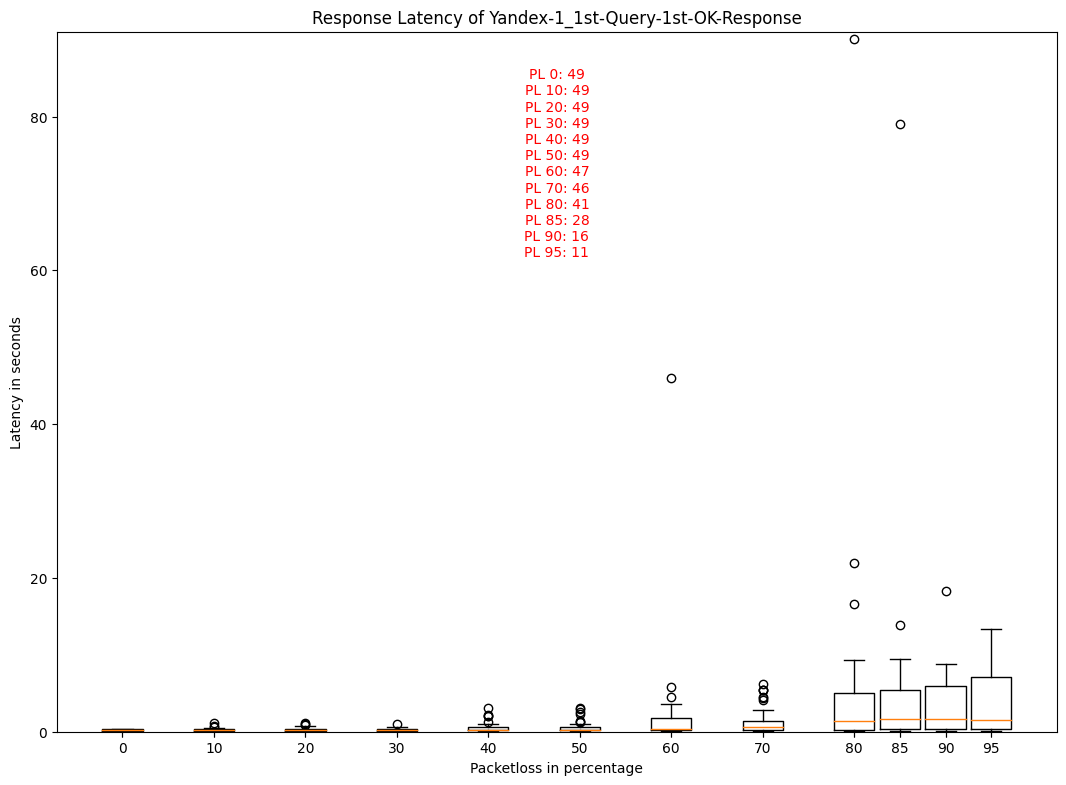 Response Latency of Yandex-1_1st-Query-1st-OK-Response
PL 0: 49
PL 10: 49
PL 20: 49
PL 30: 49
PL 40: 49
PL 50: 49
PL 60: 47
PL 70: 46
PL 80: 41
PL 85: 28
PL 90: 16
PL 95: 11
Latency in seconds
80
60
40
20
0
0 10 20 30 40 50 60 70 80 85 90 95
Packetloss in percentage